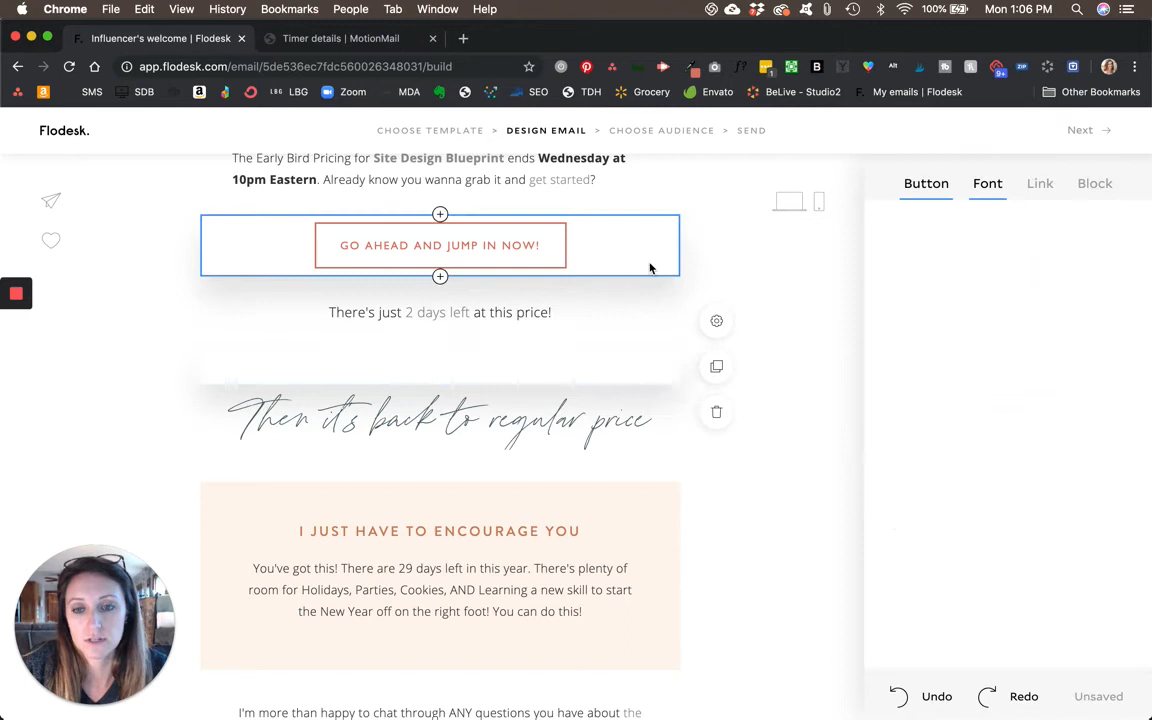 Chrome File Edit View History Bookmarks People Tab Window Help 100% Mon 1:06 PM
Influencer's welcome | Flodesk Timer details | MotionMail
app.flodesk.com/email/5de536ec7fdc560026348031/build
SMS SDB LBG Zoom MDA SEO TDH Grocery Envato BeLive - Studio2 My emails | Flodesk Other Bookmarks
Flodesk. CHOOSE TEMPLATE > DESIGN EMAIL > CHOOSE AUDIENCE > SEND Next →
The Early Bird Pricing for Site Design Blueprint ends Wednesday at
10pm Eastern. Already know you wanna grab it and get started?
Button Font Link Block
GO AHEAD AND JUMP IN NOW!
There's just 2 days left at this price!
Then it's back to regular price
I JUST HAVE TO ENCOURAGE YOU
You've got this! There are 29 days left in this year. There's plenty of
room for Holidays, Parties, Cookies, AND Learning a new skill to start
the New Year off on the right foot! You can do this!
I'm more than happy to chat through ANY questions you have about the
Undo Redo Unsaved